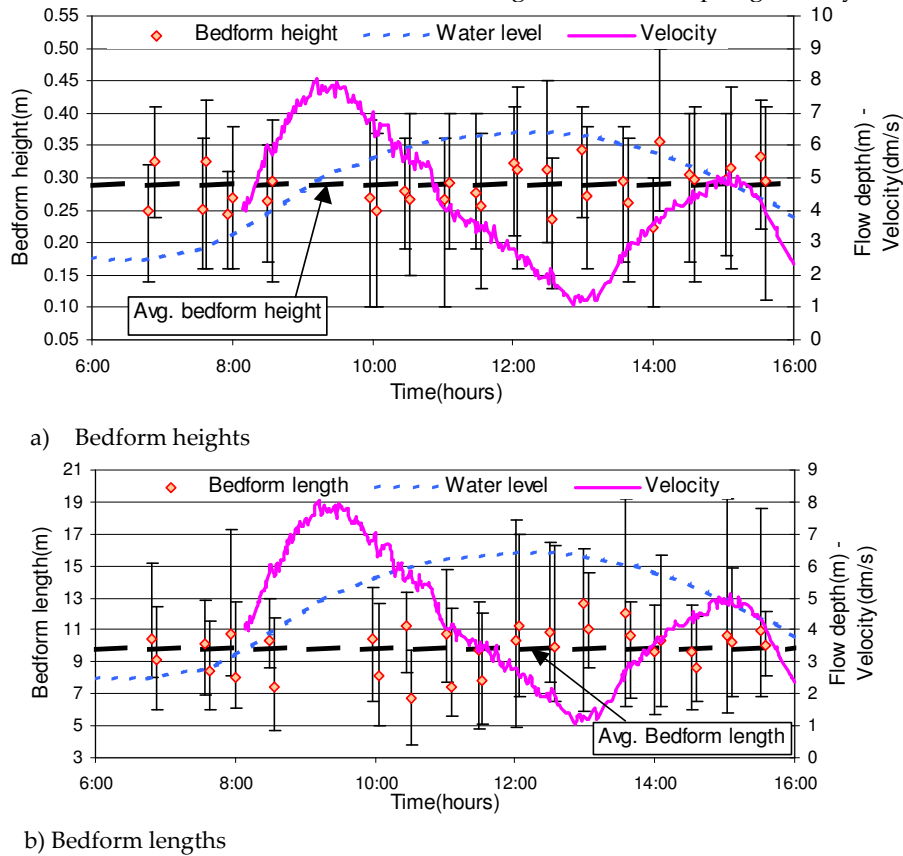 0.55 Bedform height Water level Velocity 10
0.50 9
0.45 8
0.40 7
0.35 6
0.30 5
0.25 4
0.20 3
0.15 2
0.10 1
0.05 0
Bedform height(m)
Flow depth(m) -
Velocity(dm/s)
Avg. bedform height
6:00 8:00 10:00 12:00 14:00 16:00
Time(hours)
a) Bedform heights
21 Bedform length Water level Velocity 9
19 8
17 7
15 6
13 5
11 4
9 3
7 2
5 1
3 0
Bedform length(m)
Flow depth(m) -
Velocity(dm/s)
Avg. Bedform length
6:00 8:00 10:00 12:00 14:00 16:00
Time(hours)
b) Bedform lengths